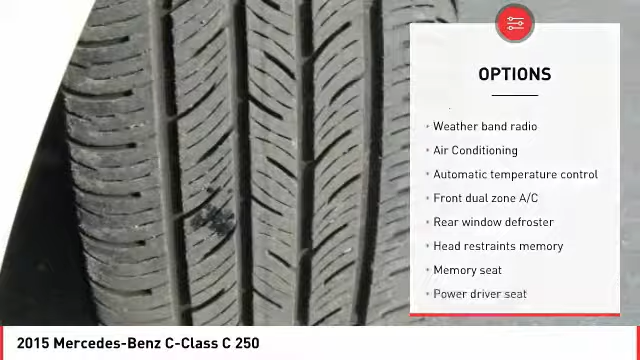 OPTIONS
Weather band radio
Air Conditioning
Automatic temperature control
Front dual zone A/C
Rear window defroster
Head restraints memory
Memory seat
Power driver seat
2015 Mercedes-Benz C-Class C 250